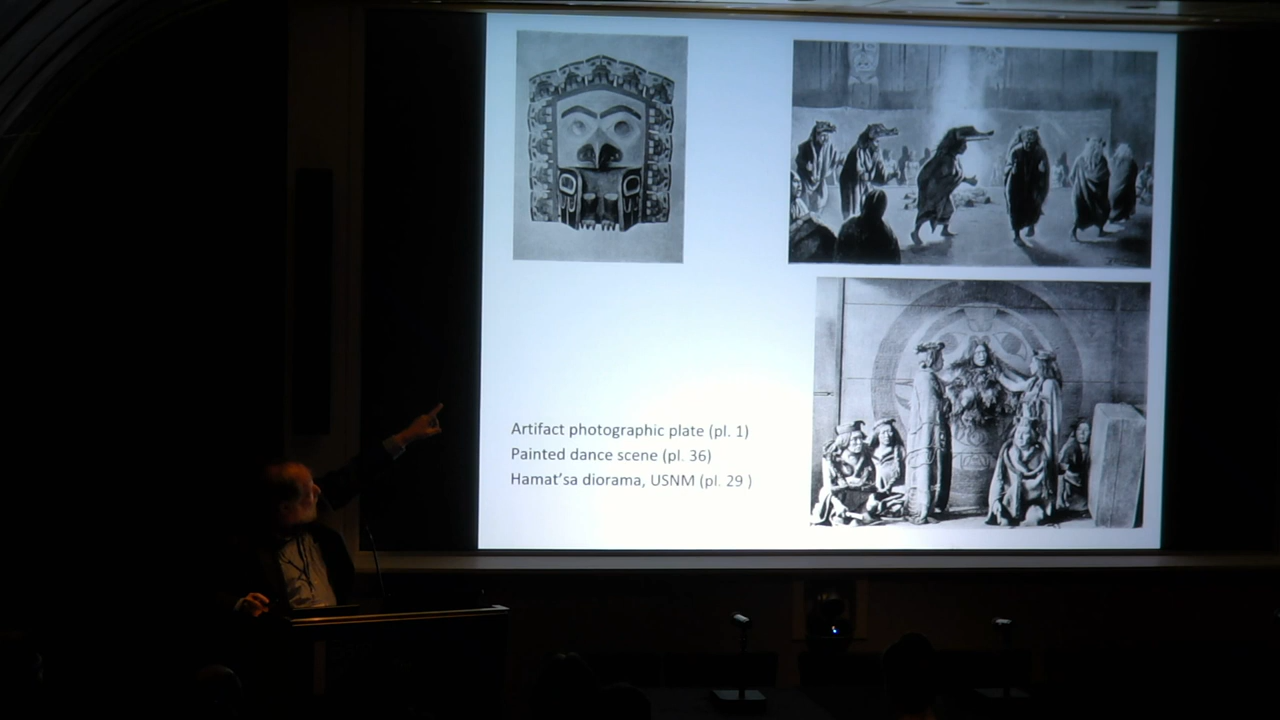 Artifact photographic plate (pl. 1)
Painted dance scene (pl. 36)
Hamat'sa diorama, USNM (pl. 29 )